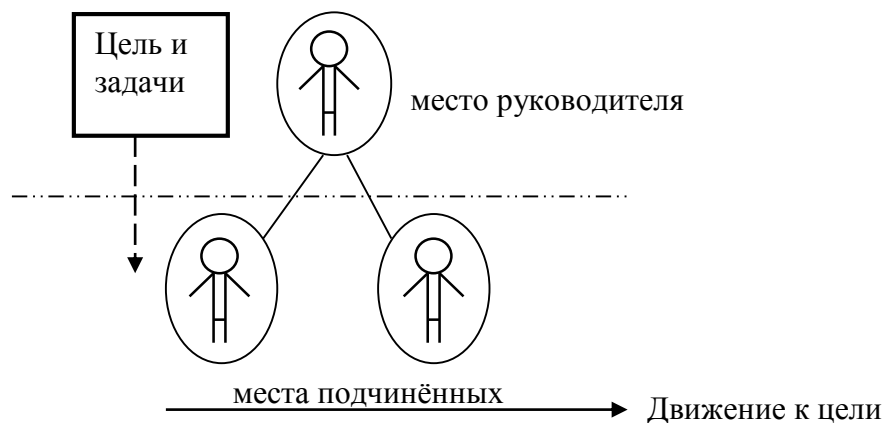 Цель и
задачи
место руководителя
места подчинённых
Движение к цели